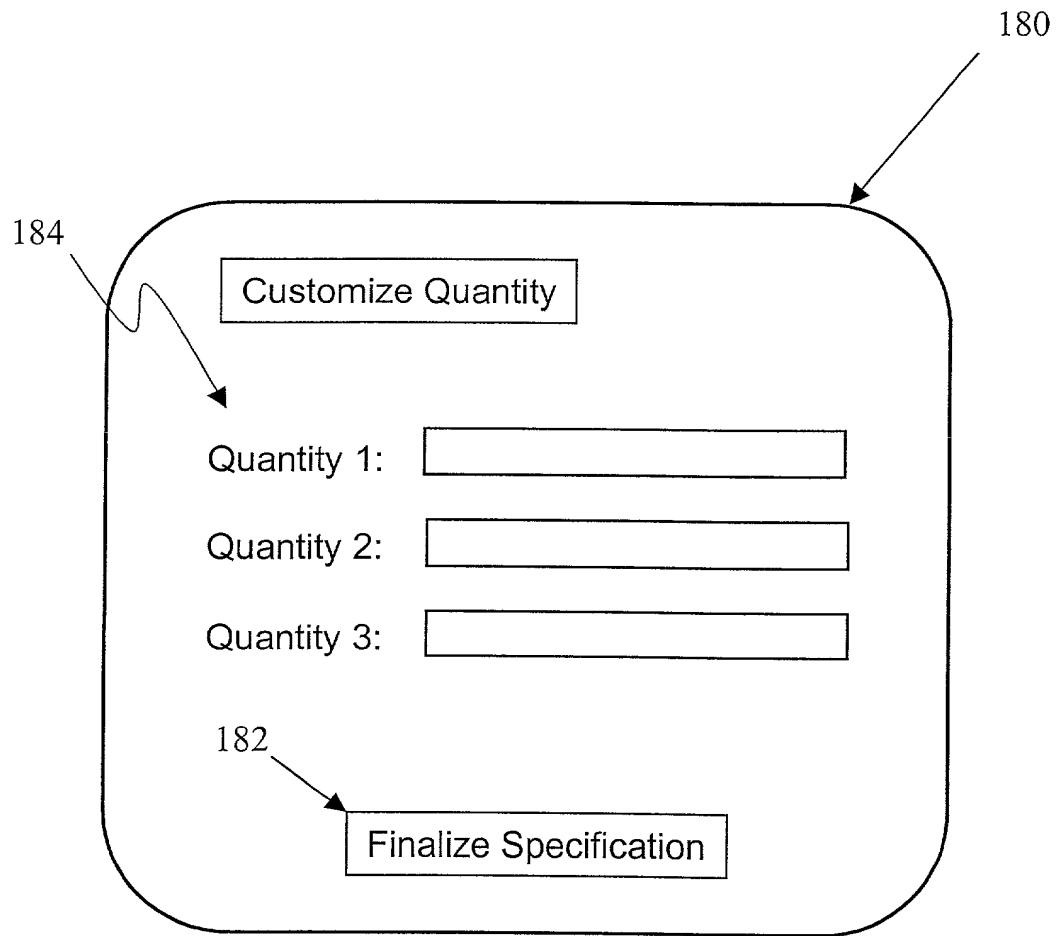 180
184
Customize Quantity
Quantity 1:
Quantity 2:
Quantity 3:
182
Finalize Specification